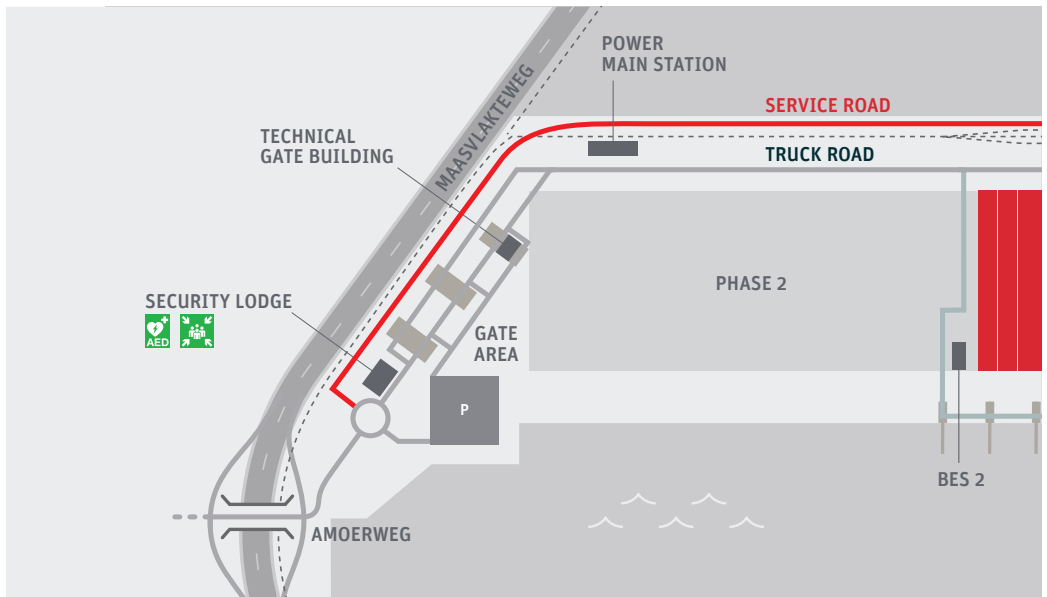 POWER
MAIN STATION
MAASVLAKTEWEG
SERVICE ROAD
TECHNICAL
GATE BUILDING
TRUCK ROAD
PHASE 2
SECURITY LODGE
AED
GATE
AREA
P
BES 2
AMOERWEG